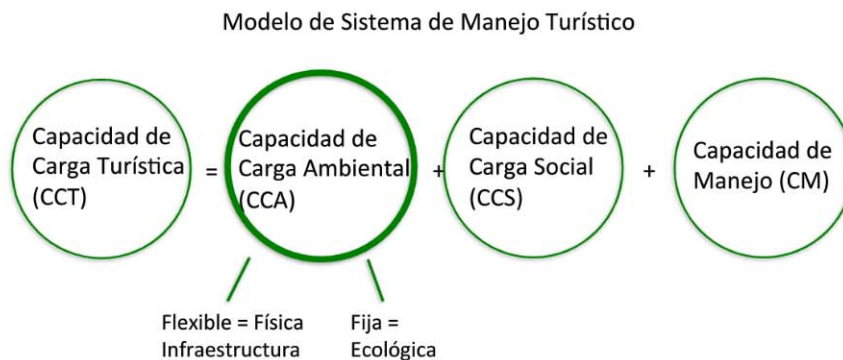 Modelo de Sistema de Manejo Turístico
Capacidad de
Carga Turística
(CCT)
=
Capacidad de
Carga Ambiental
(CCA)
+
Capacidad de
Carga Social
(CCS)
+
Capacidad de
Manejo (CM)
Flexible = Física
Infraestructura
Fija =
Ecológica